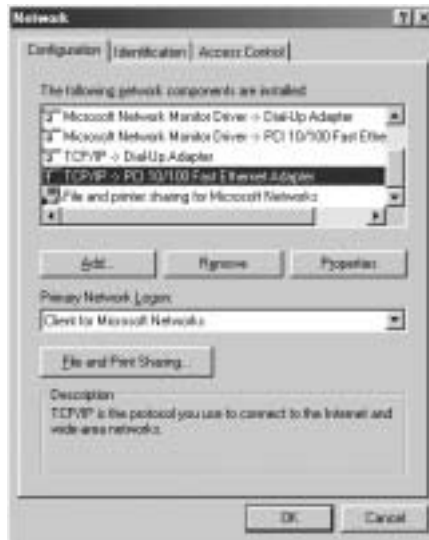 Network
Configuration Identification Access Control
The following network components are installed:
Microsoft Network Monitor Driver -> Dial-Up Adapter
Microsoft Network Monitor Driver -> PCI 10/100 Fast Ethe
TCP/IP -> Dial-Up Adapter
TCP/IP -> PCI 10/100 Fast Ethernet Adapter
File and printer sharing for Microsoft Networks
Add... Remove Properties
Primary Network Logon:
Client for Microsoft Networks
File and Print Sharing...
Description
TCP/IP is the protocol you use to connect to the Internet and
wide-area networks.
OK Cancel